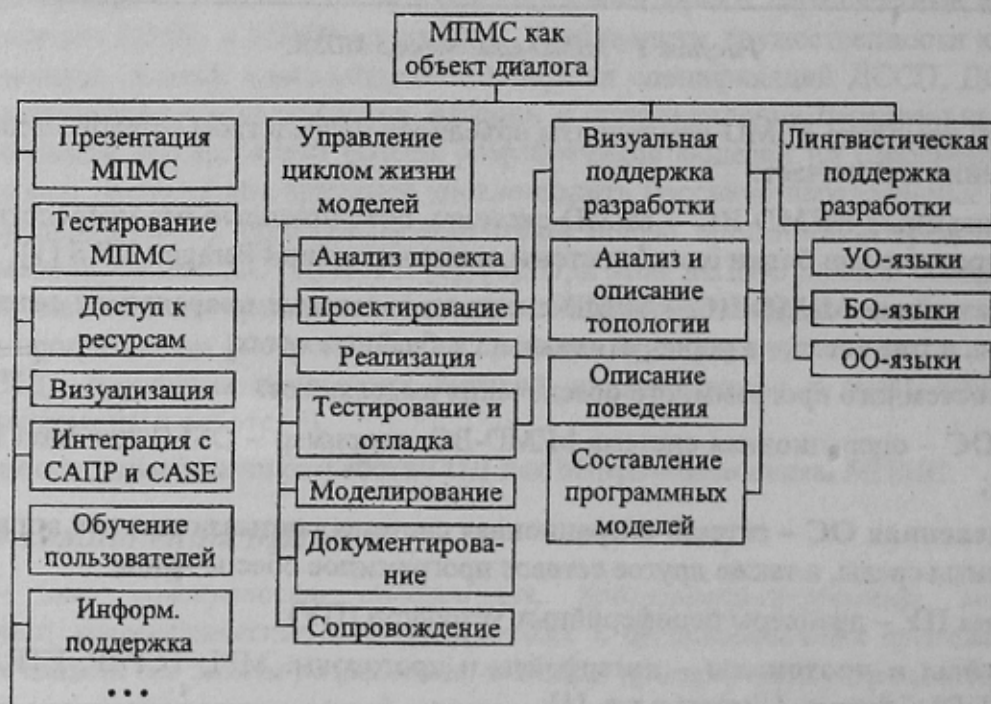 МПМС как
объект диалога
Презентация
МПМС
Тестирование
МПМС
Доступ к
ресурсам
Визуализация
Интеграция с
САПР и CASE
Обучение
пользователей
Информ.
поддержка
...
Управление
циклом жизни
моделей
Анализ проекта
Проектирование
Реализация
Тестирование и
отладка
Моделирование
Документирова-
ние
Сопровождение
Визуальная
поддержка
разработки
Анализ и
описание
топологии
Описание
поведения
Составление
программных
моделей
Лингвистическая
поддержка
разработки
УО-языки
БО-языки
ОО-языки